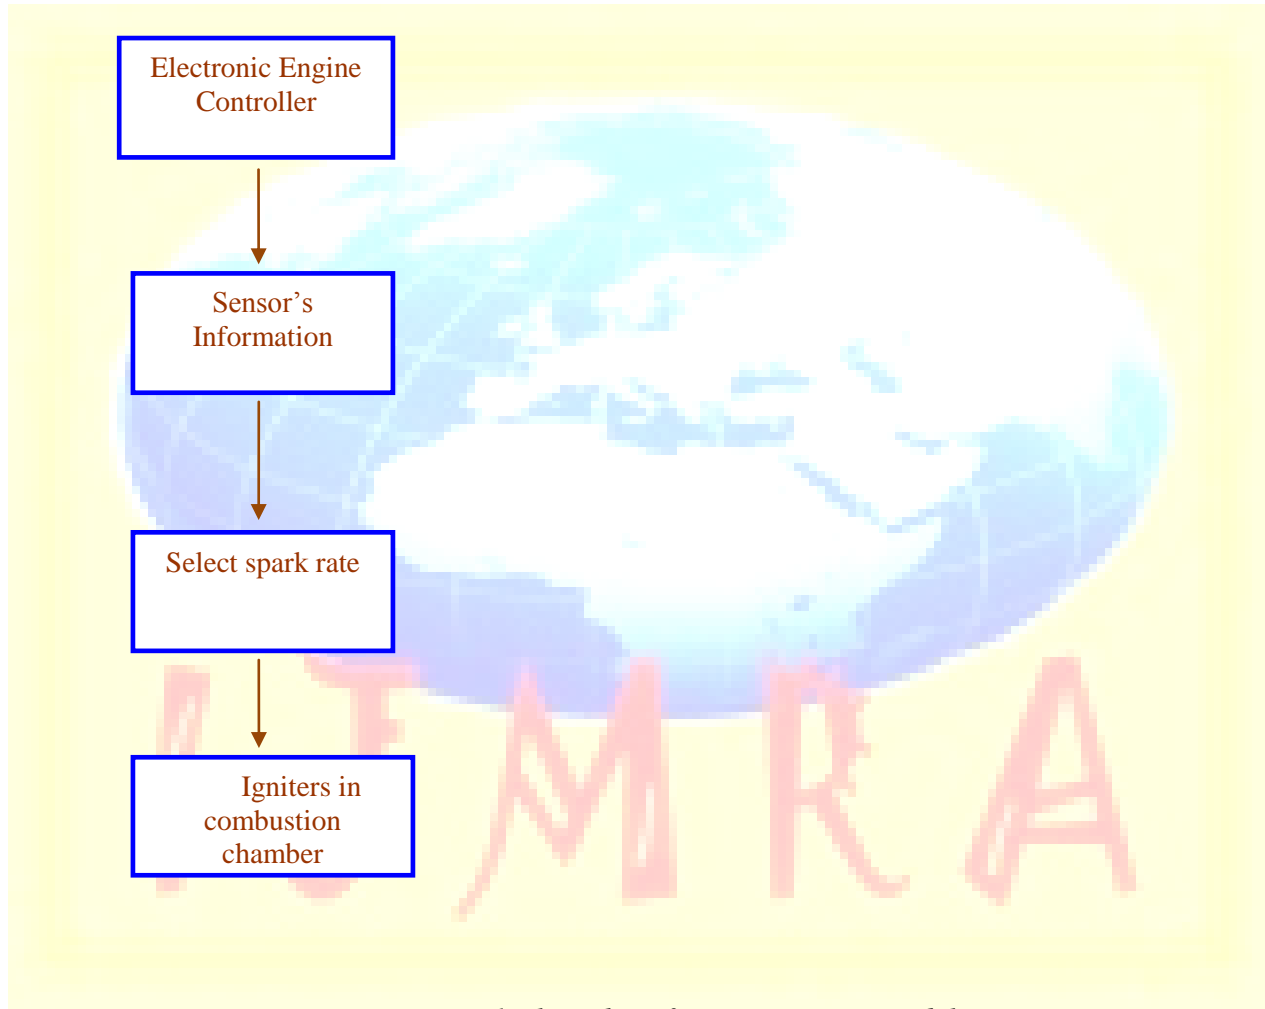 Electronic Engine
Controller
Sensor’s
Information
Select spark rate
Igniters in
combustion
chamber
IJMRA